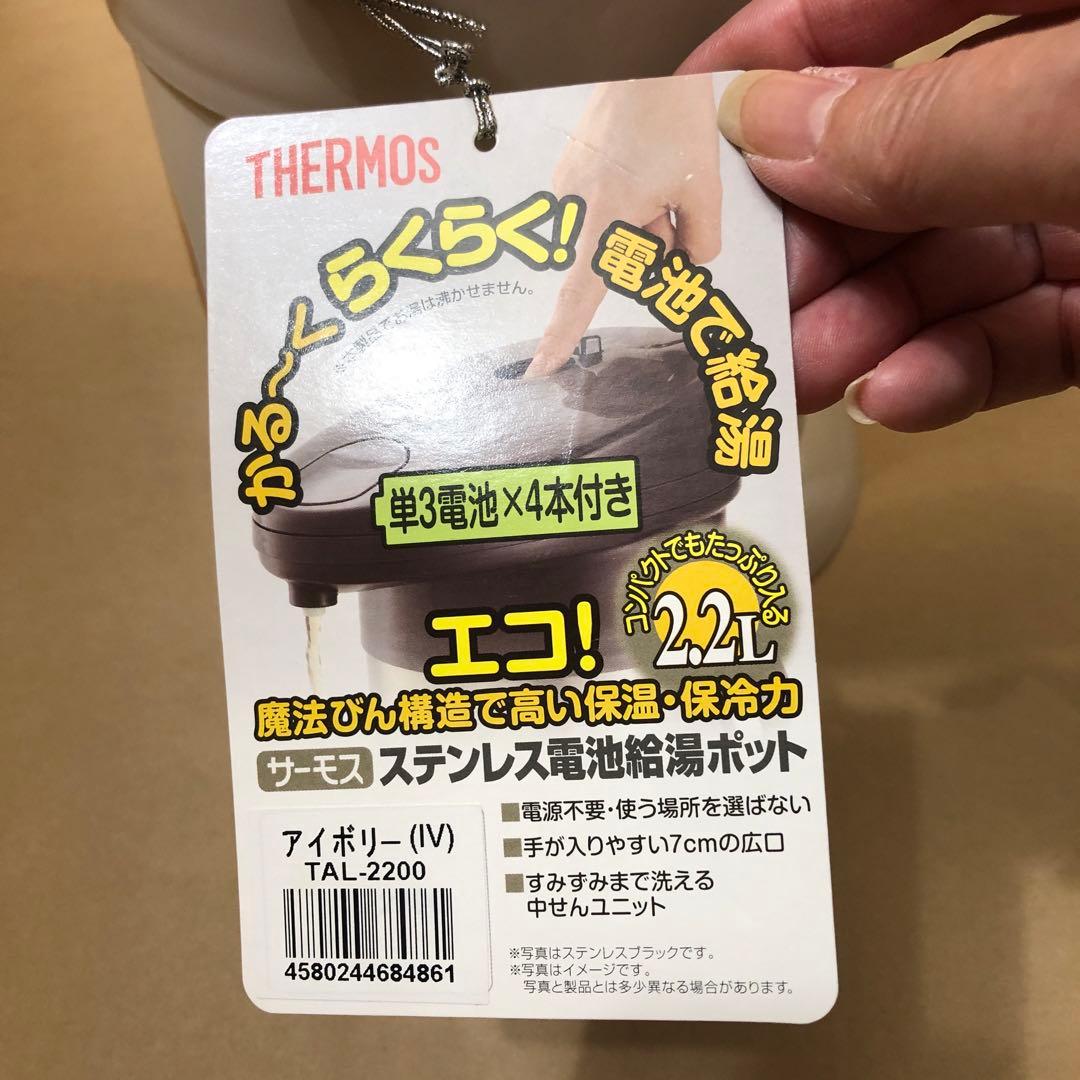 THERMOS
かる〜くらくらく!
電池で給湯
※本製品でお湯は沸かせません。
単3電池×4本付き
コンパクトでもたっぷり入る
2.2L
エコ!
魔法びん構造で高い保温・保冷力
サーモス ステンレス電池給湯ポット
アイボリー(IV)
TAL-2200
4580244684861
■電源不要・使う場所を選ばない
■手が入りやすい7cmの広口
■すみずみまで洗える
中せんユニット
※写真はステンレスブラックです。
※写真はイメージです。
写真と製品とは多少異なる場合があります。